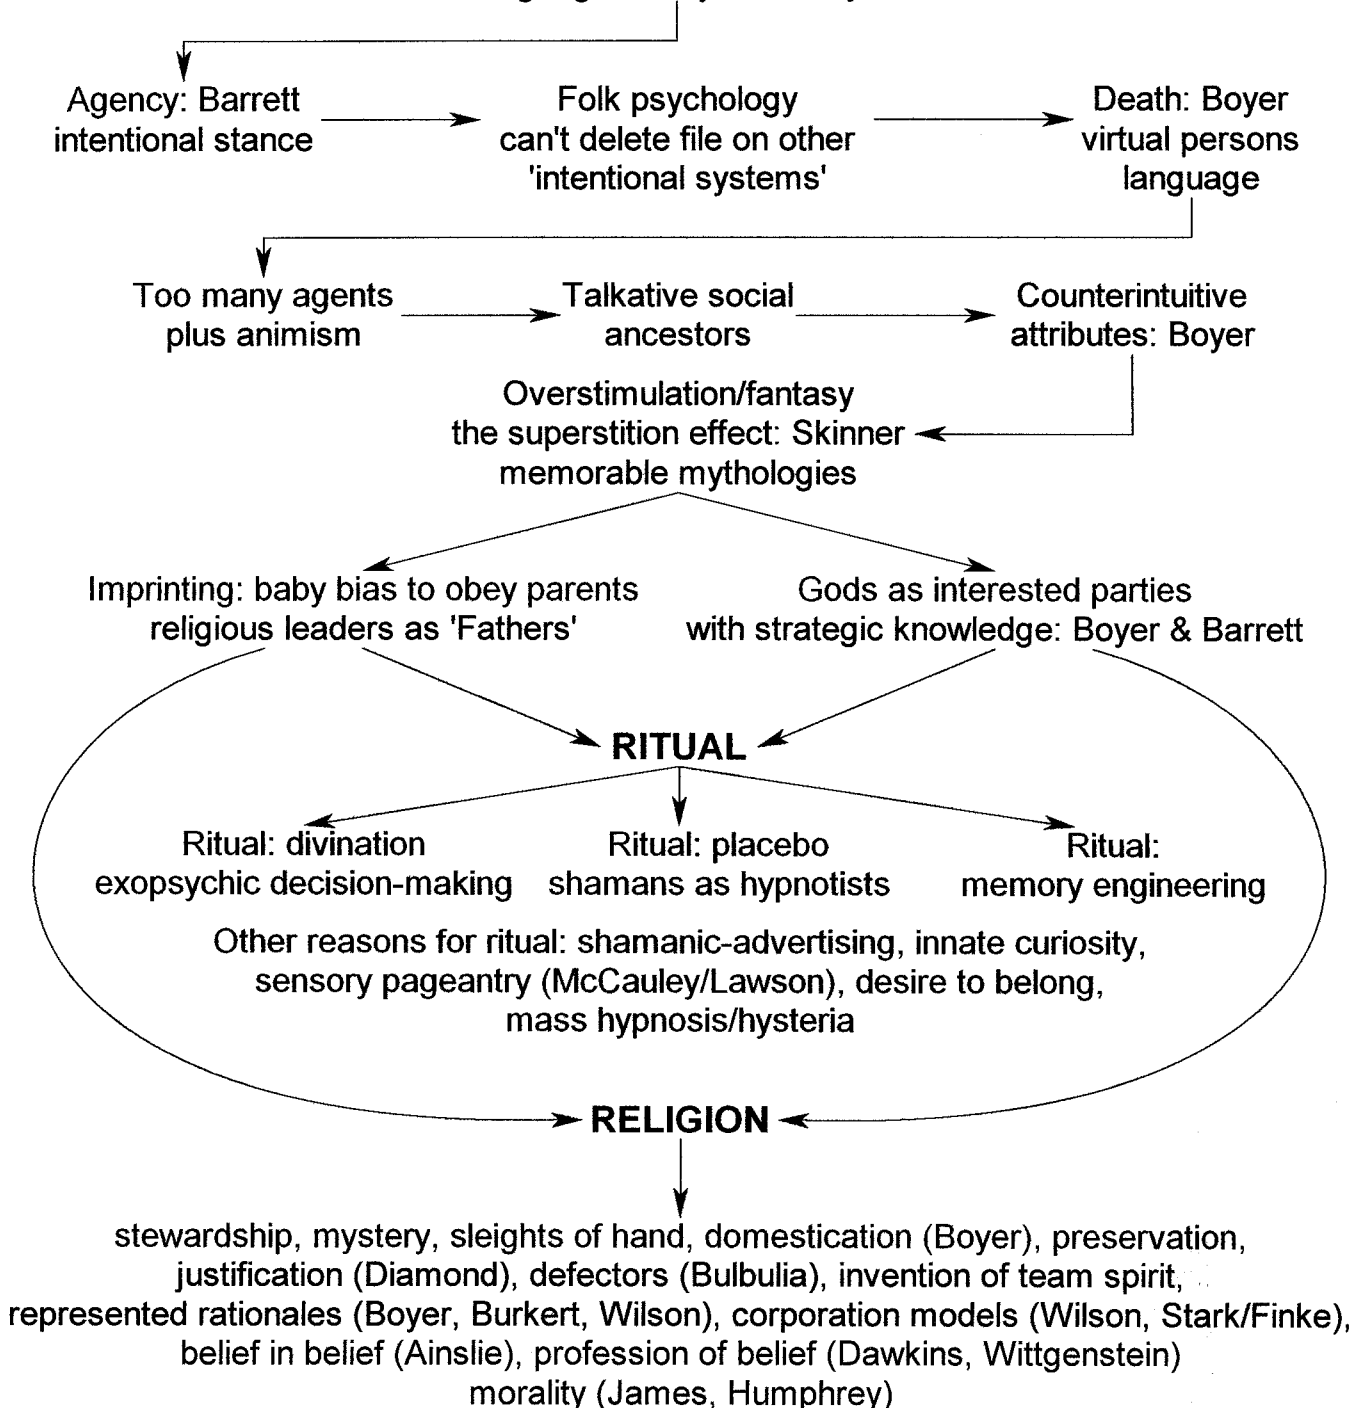 Agency: Barrett
intentional stance
Folk psychology
can't delete file on other
'intentional systems'
Death: Boyer
virtual persons
language
Too many agents
plus animism
Talkative social
ancestors
Counterintuitive
attributes: Boyer
Overstimulation/fantasy
the superstition effect: Skinner
memorable mythologies
Imprinting: baby bias to obey parents
religious leaders as 'Fathers'
Gods as interested parties
with strategic knowledge: Boyer & Barrett
RITUAL
Ritual: divination
exopsychic decision-making
Ritual: placebo
shamans as hypnotists
Ritual:
memory engineering
Other reasons for ritual: shamanic-advertising, innate curiosity,
sensory pageantry (McCauley/Lawson), desire to belong,
mass hypnosis/hysteria
RELIGION
stewardship, mystery, sleights of hand, domestication (Boyer), preservation,
justification (Diamond), defectors (Bulbulia), invention of team spirit,
represented rationales (Boyer, Burkert, Wilson), corporation models (Wilson, Stark/Finke),
belief in belief (Ainslie), profession of belief (Dawkins, Wittgenstein)
morality (James, Humphrey)